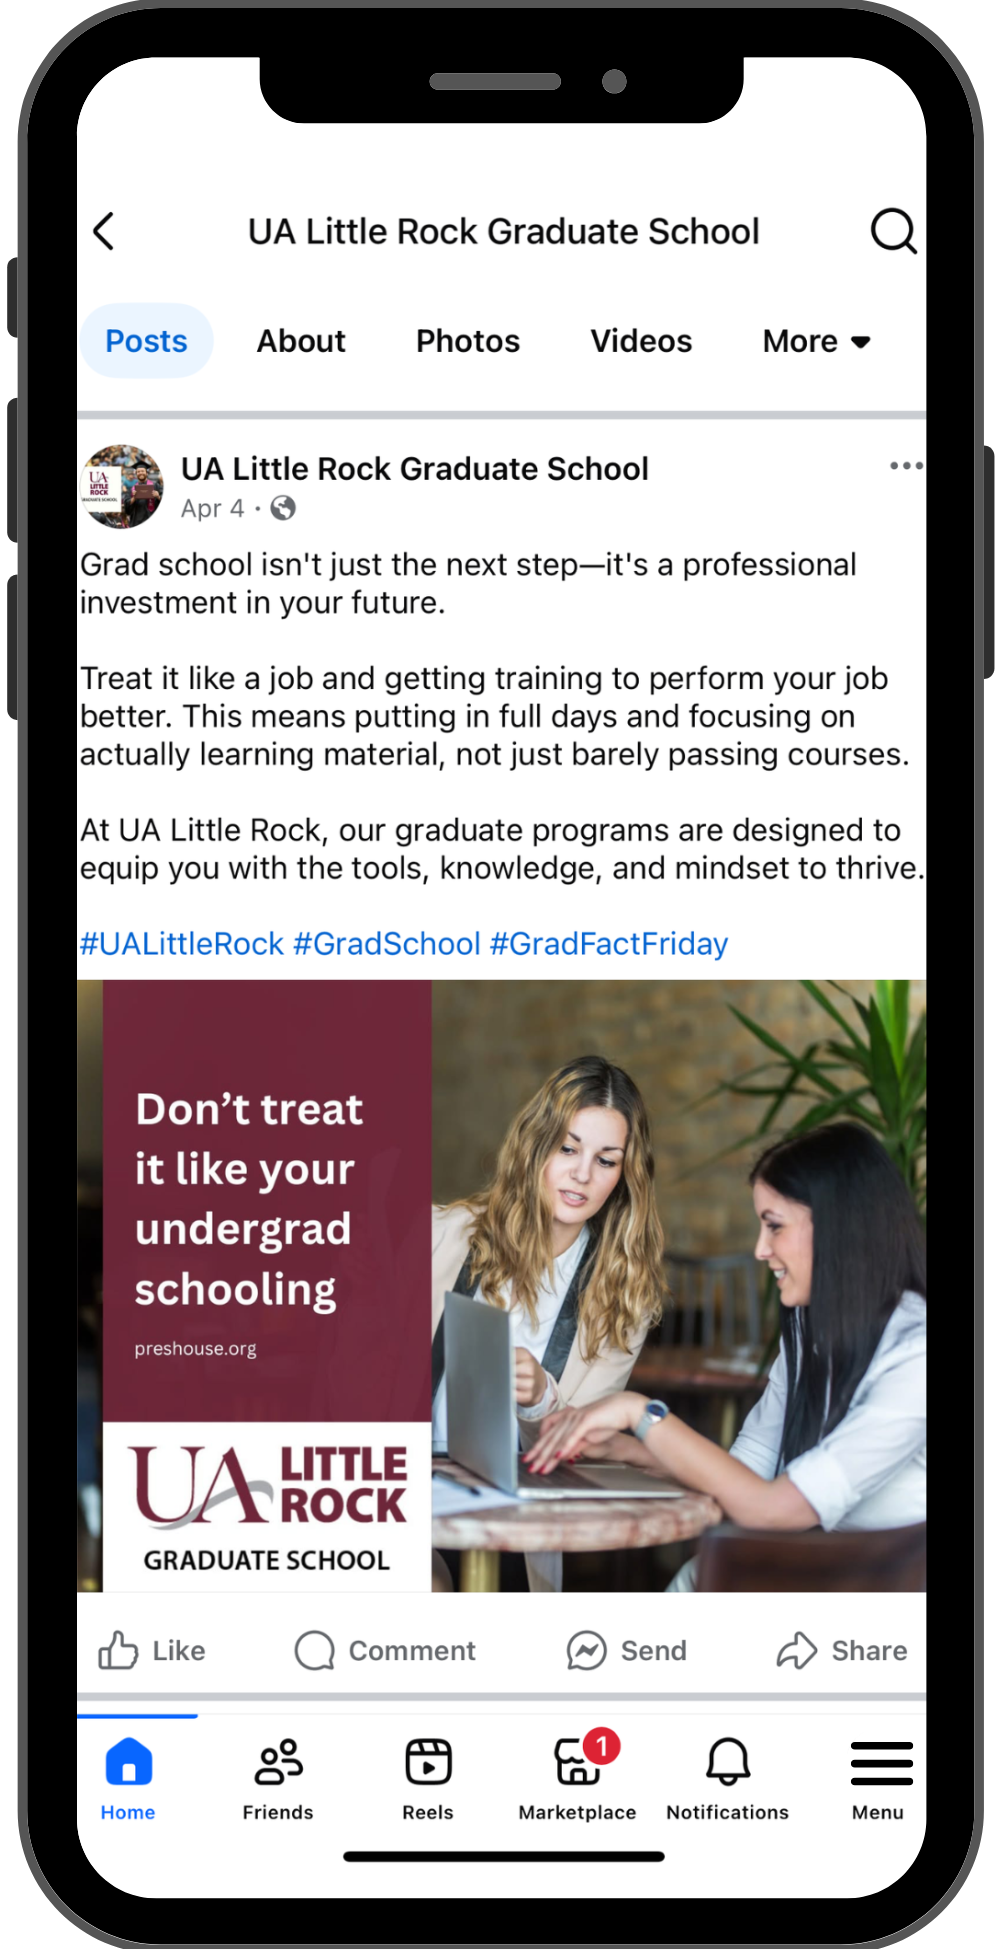 UA Little Rock Graduate School
Posts About Photos Videos More
UA LITTLE ROCK
UA Little Rock Graduate School
Apr 4 ·
Grad school isn't just the next step—it's a professional
investment in your future.
Treat it like a job and getting training to perform your job
better. This means putting in full days and focusing on
actually learning material, not just barely passing courses.
At UA Little Rock, our graduate programs are designed to
equip you with the tools, knowledge, and mindset to thrive.
#UALittleRock #GradSchool #GradFactFriday
Don't treat
it like your
undergrad
schooling
preshouse.org
UA LITTLE
ROCK
GRADUATE SCHOOL
Like Comment Send Share
1
Home Friends Reels Marketplace Notifications Menu